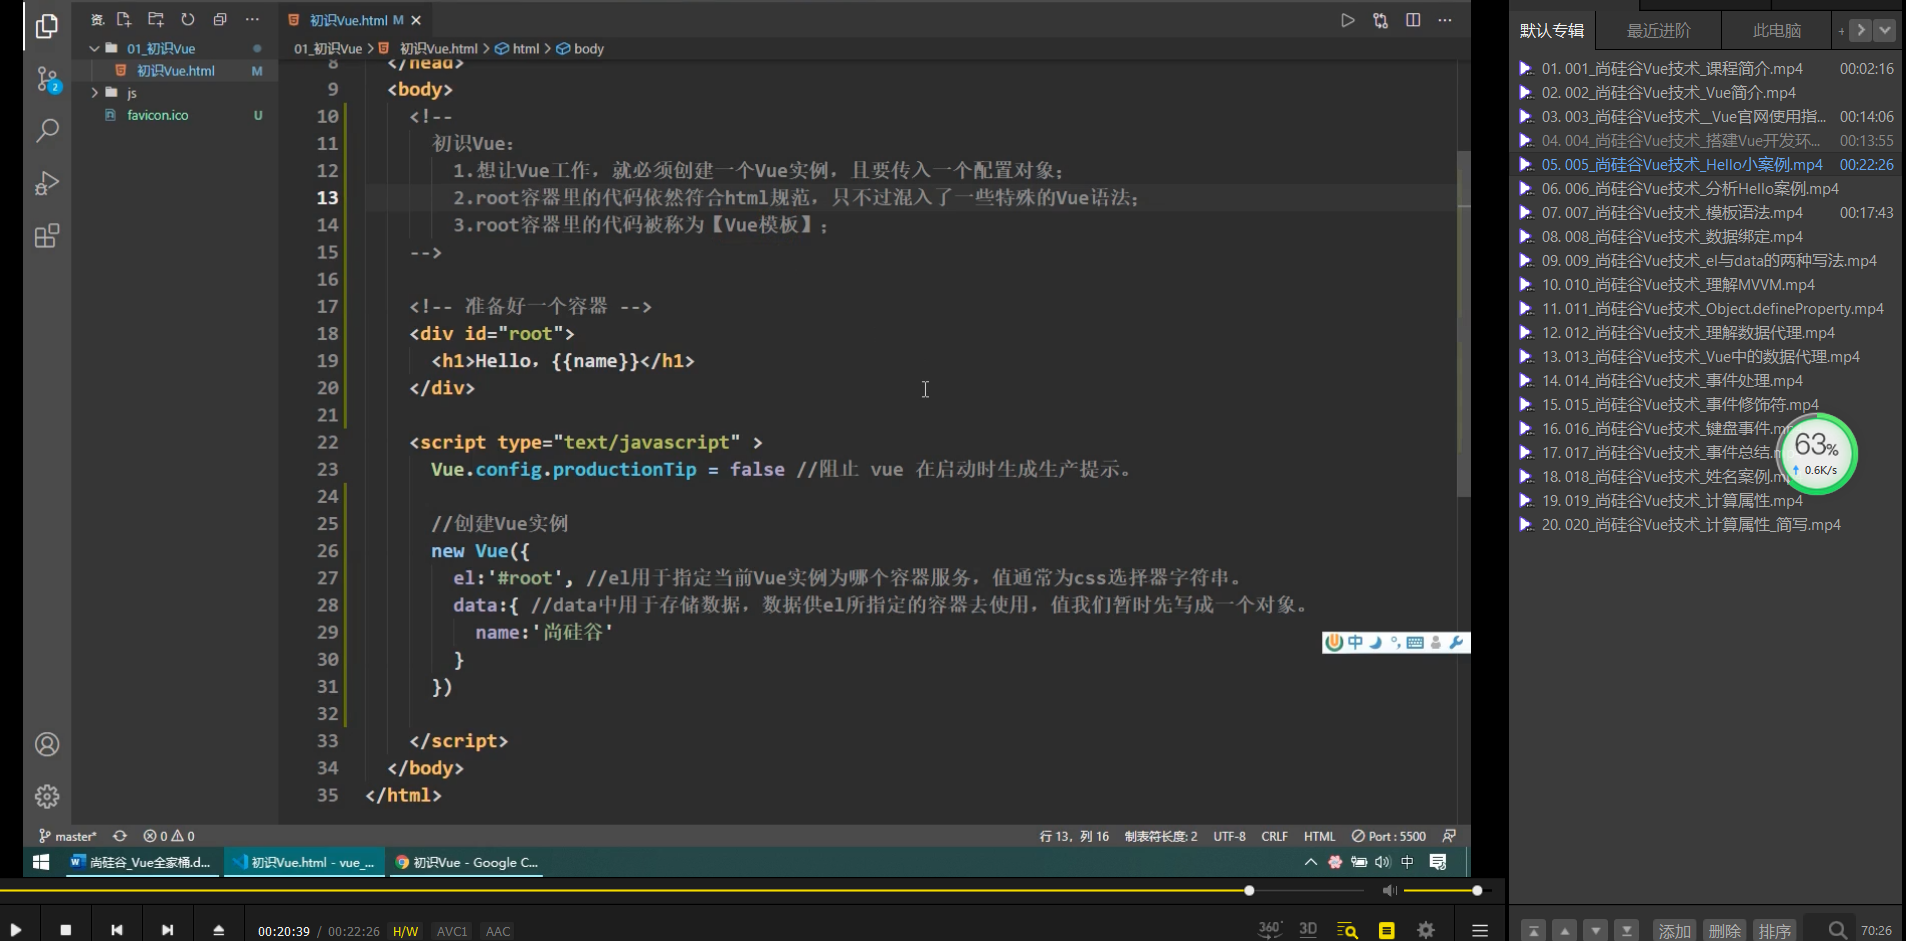 资.
01_初识Vue
初识Vue.html M
js
favicon.ico U
初识Vue.html M
01_初识Vue > 初识Vue.html > html > body
8 </head>
9 <body>
10 <!--
11 初识Vue:
12 1.想让Vue工作，就必须创建一个Vue实例，且要传入一个配置对象；
13 2.root容器里的代码依然符合html规范，只不过混入了一些特殊的Vue语法；
14 3.root容器里的代码被称为【Vue模板】；
15 -->
16
17 <!-- 准备好一个容器 -->
18 <div id="root">
19 <h1>Hello，{{name}}</h1>
20 </div>
21
22 <script type="text/javascript" >
23 Vue.config.productionTip = false //阻止 vue 在启动时生成生产提示。
24
25 //创建Vue实例
26 new Vue({
27 el:'#root', //el用于指定当前Vue实例为哪个容器服务，值通常为css选择器字符串。
28 data:{ //data中用于存储数据，数据供el所指定的容器去使用，值我们暂时先写成一个对象。
29 name:'尚硅谷'
30 }
31 })
32
33 </script>
34 </body>
35 </html>
中
master* 0 0 行 13，列 16 制表符长度: 2 UTF-8 CRLF HTML Port : 5500
尚硅谷_Vue全家桶.d... 初识Vue.html - vue_... 初识Vue - Google C... 中
00:20:39 / 00:22:26 H/W AVC1 AAC 360° 3D
默认专辑 最近进阶 此电脑 +
01. 001_尚硅谷Vue技术_课程简介.mp4 00:02:16
02. 002_尚硅谷Vue技术_Vue简介.mp4
03. 003_尚硅谷Vue技术__Vue官网使用指... 00:14:06
04. 004_尚硅谷Vue技术_搭建Vue开发环... 00:13:55
05. 005_尚硅谷Vue技术_Hello小案例.mp4 00:22:26
06. 006_尚硅谷Vue技术_分析Hello案例.mp4
07. 007_尚硅谷Vue技术_模板语法.mp4 00:17:43
08. 008_尚硅谷Vue技术_数据绑定.mp4
09. 009_尚硅谷Vue技术_el与data的两种写法.mp4
10. 010_尚硅谷Vue技术_理解MVVM.mp4
11. 011_尚硅谷Vue技术_Object.defineProperty.mp4
12. 012_尚硅谷Vue技术_理解数据代理.mp4
13. 013_尚硅谷Vue技术_Vue中的数据代理.mp4
14. 014_尚硅谷Vue技术_事件处理.mp4
15. 015_尚硅谷Vue技术_事件修饰符.mp4
16. 016_尚硅谷Vue技术_键盘事件.m
17. 017_尚硅谷Vue技术_事件总结.
18. 018_尚硅谷Vue技术_姓名案例.m
19. 019_尚硅谷Vue技术_计算属性.mp4
20. 020_尚硅谷Vue技术_计算属性_简写.mp4
63%
0.6K/s
添加 删除 排序 70:26